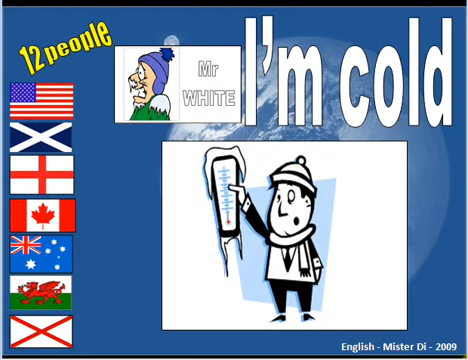 12 people
Mr
WHITE
I'm cold
English - Mister Di - 2009